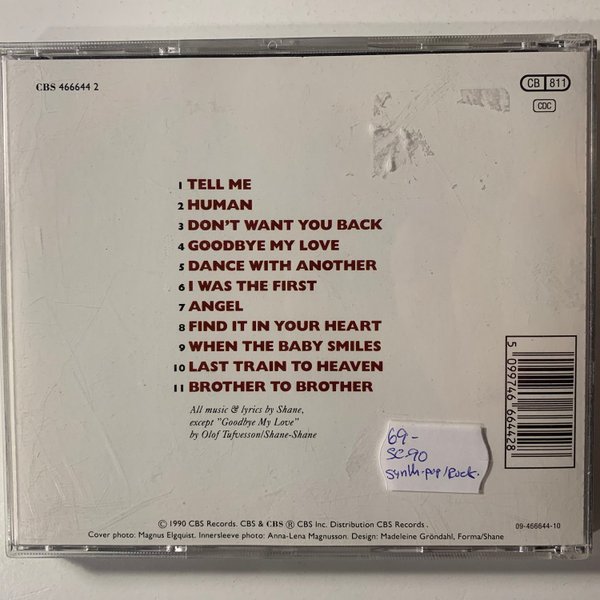 CBS 466644 2
CB 811
CDC
1 TELL ME
2 HUMAN
3 DON'T WANT YOU BACK
4 GOODBYE MY LOVE
5 DANCE WITH ANOTHER
6 I WAS THE FIRST
7 ANGEL
8 FIND IT IN YOUR HEART
9 WHEN THE BABY SMILES
10 LAST TRAIN TO HEAVEN
11 BROTHER TO BROTHER
All music & lyrics by Shane,
except "Goodbye My Love"
by Olof Tufvesson/Shane-Shane
69-
SC.90
Synth-pop/Rock.
5 099746 664428
Ⓒ 1990 CBS Records. CBS & CBS Ⓡ CBS Inc. Distribution CBS Records.
09-466644-10
Cover photo: Magnus Elgquist. Innersleeve photo: Anna-Lena Magnusson. Design: Madeleine Gröndahl, Forma/Shane